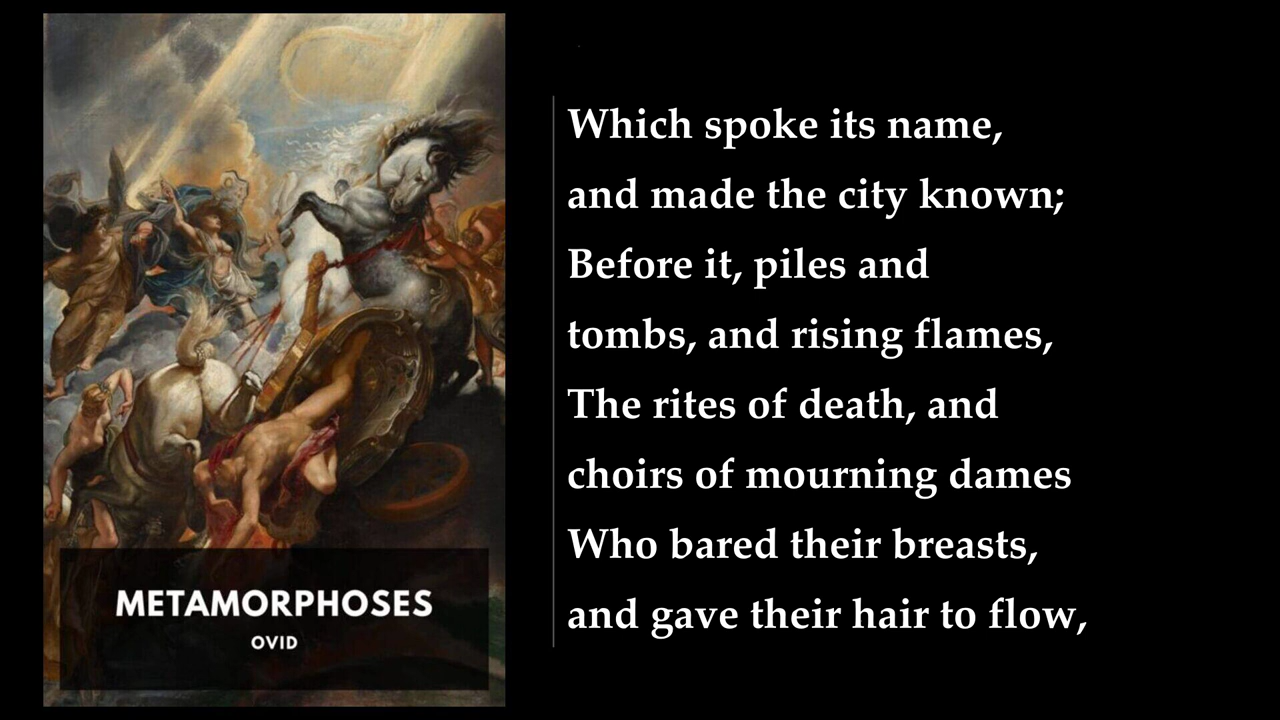 METAMORPHOSES
OVID
Which spoke its name,
and made the city known;
Before it, piles and
tombs, and rising flames,
The rites of death, and
choirs of mourning dames
Who bared their breasts,
and gave their hair to flow,